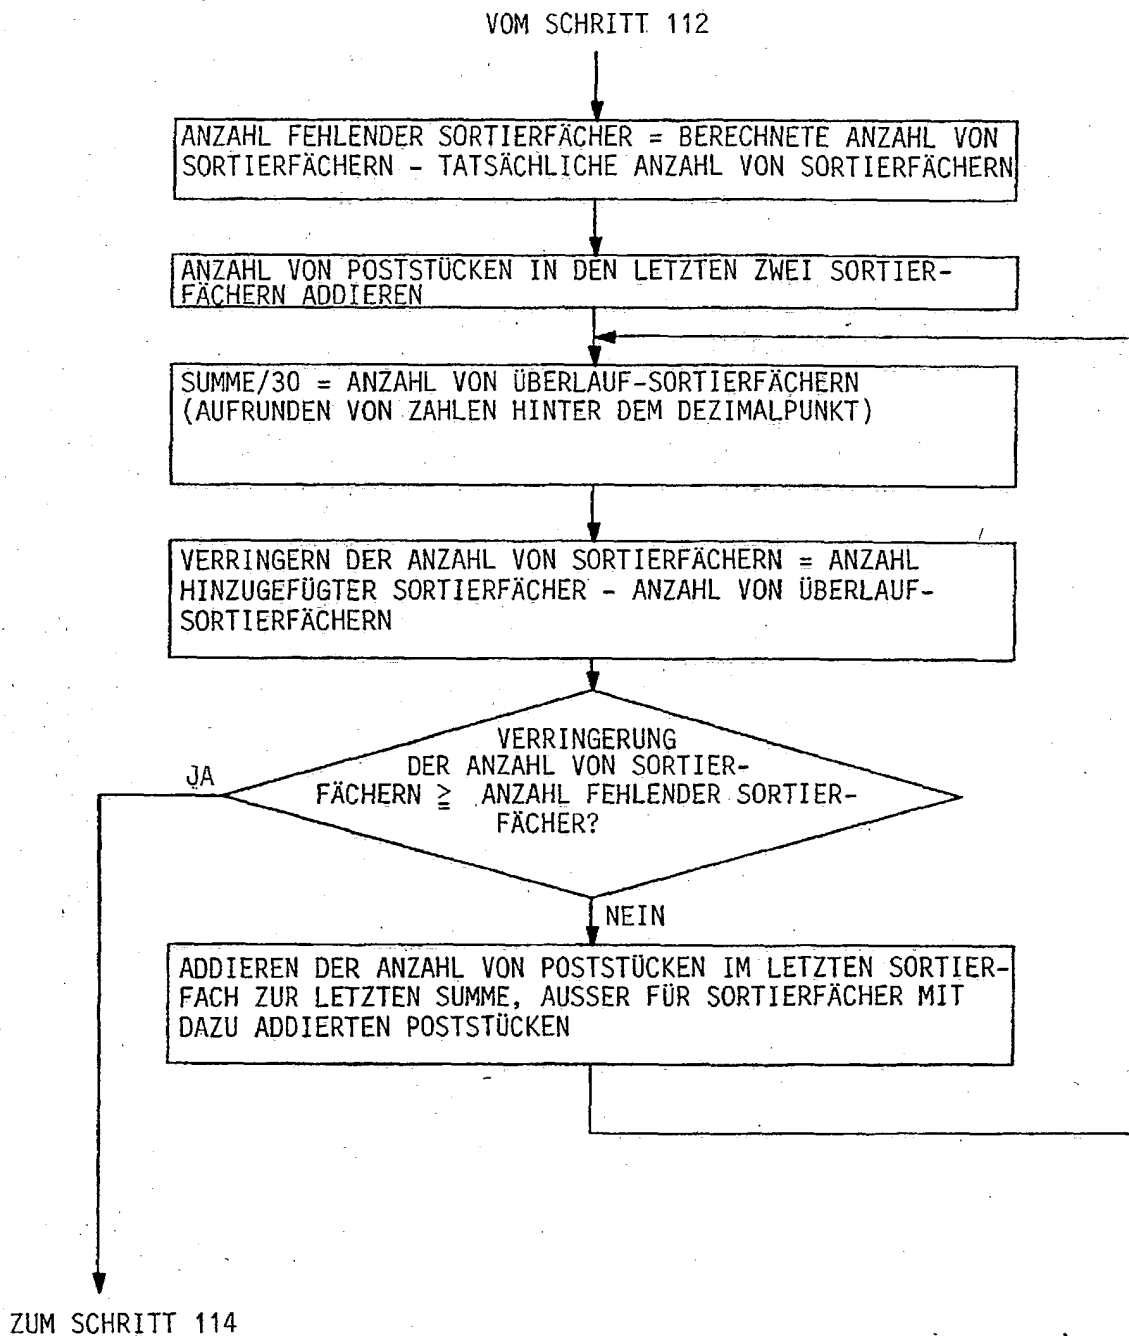 VOM SCHRITT 112
ANZAHL FEHLENDER SORTIERFÄCHER = BERECHNETE ANZAHL VON
SORTIERFÄCHERN - TATSÄCHLICHE ANZAHL VON SORTIERFÄCHERN
ANZAHL VON POSTSTÜCKEN IN DEN LETZTEN ZWEI SORTIER-
FÄCHERN ADDIEREN
SUMME/30 = ANZAHL VON ÜBERLAUF-SORTIERFÄCHERN
(AUFRUNDEN VON ZAHLEN HINTER DEM DEZIMALPUNKT)
VERRINGERN DER ANZAHL VON SORTIERFÄCHERN = ANZAHL
HINZUGEFÜGTER SORTIERFÄCHER - ANZAHL VON ÜBERLAUF-
SORTIERFÄCHERN
VERRINGERUNG
DER ANZAHL VON SORTIER-
FÄCHERN ≧ ANZAHL FEHLENDER SORTIER-
FÄCHER?
JA
NEIN
ADDIEREN DER ANZAHL VON POSTSTÜCKEN IM LETZTEN SORTIER-
FACH ZUR LETZTEN SUMME, AUSSER FÜR SORTIERFÄCHER MIT
DAZU ADDIERTEN POSTSTÜCKEN
ZUM SCHRITT 114